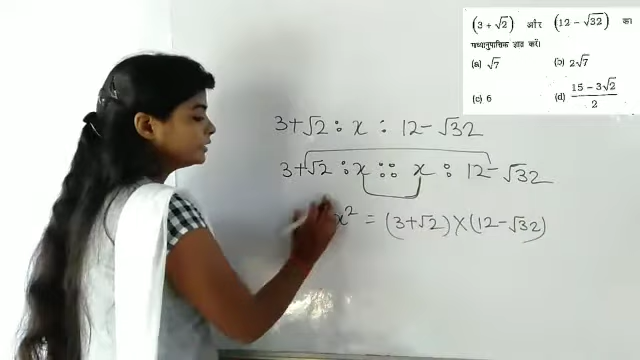 (3 + √2) और (12 − √32) का
मध्यानुपातिक ज्ञात करें।
(a) √7 (b) 2√7
(c) 6 (d) (15 − 3√2)/2
3+√2 : x : 12−√32
3+√2 : x :: x : 12−√32
x² = (3+√2) × (12−√32)